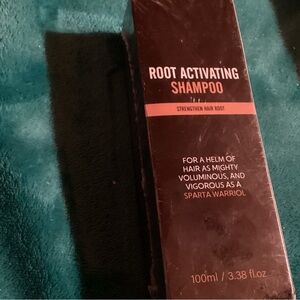 ROOT ACTIVATING
SHAMPOO
STRENGTHEN HAIR ROOT
FOR A HELM OF
HAIR AS MIGHTY
VOLUMINOUS, AND
VIGOROUS AS A
SPARTA WARRIOL
100ml / 3.38 fl.oz